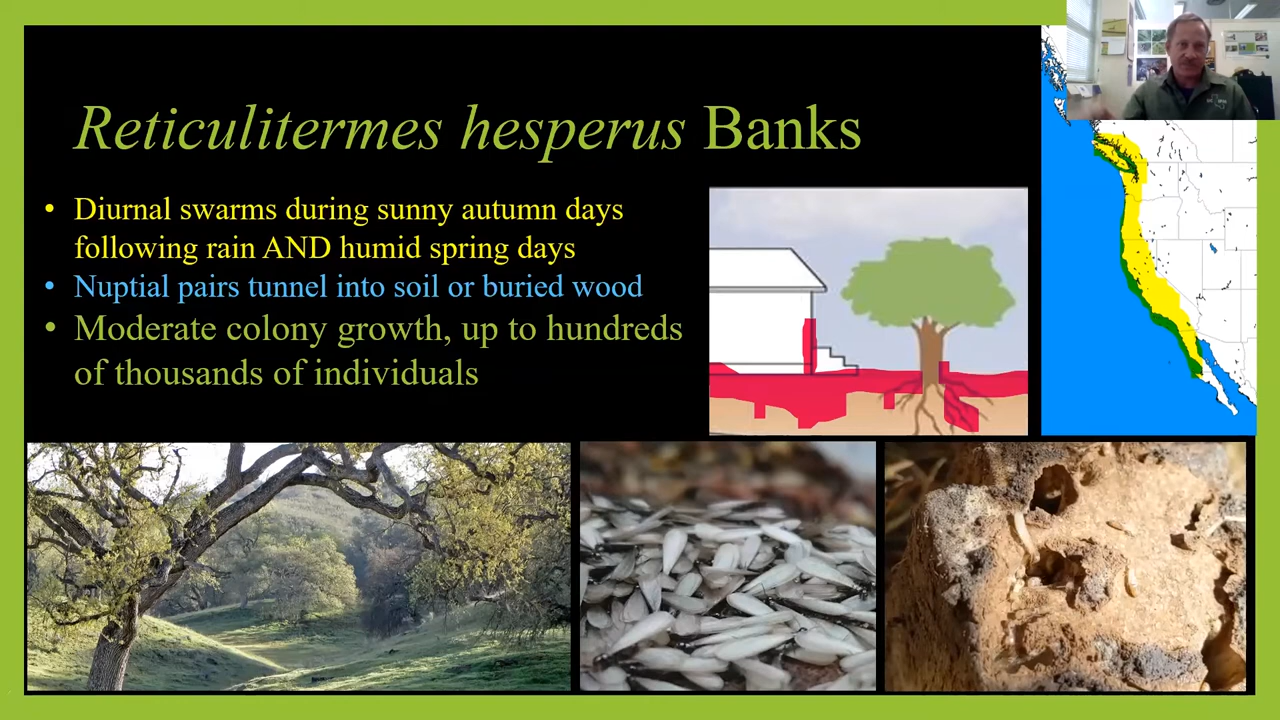 Reticulitermes hesperus Banks
• Diurnal swarms during sunny autumn days
following rain AND humid spring days
• Nuptial pairs tunnel into soil or buried wood
• Moderate colony growth, up to hundreds
of thousands of individuals